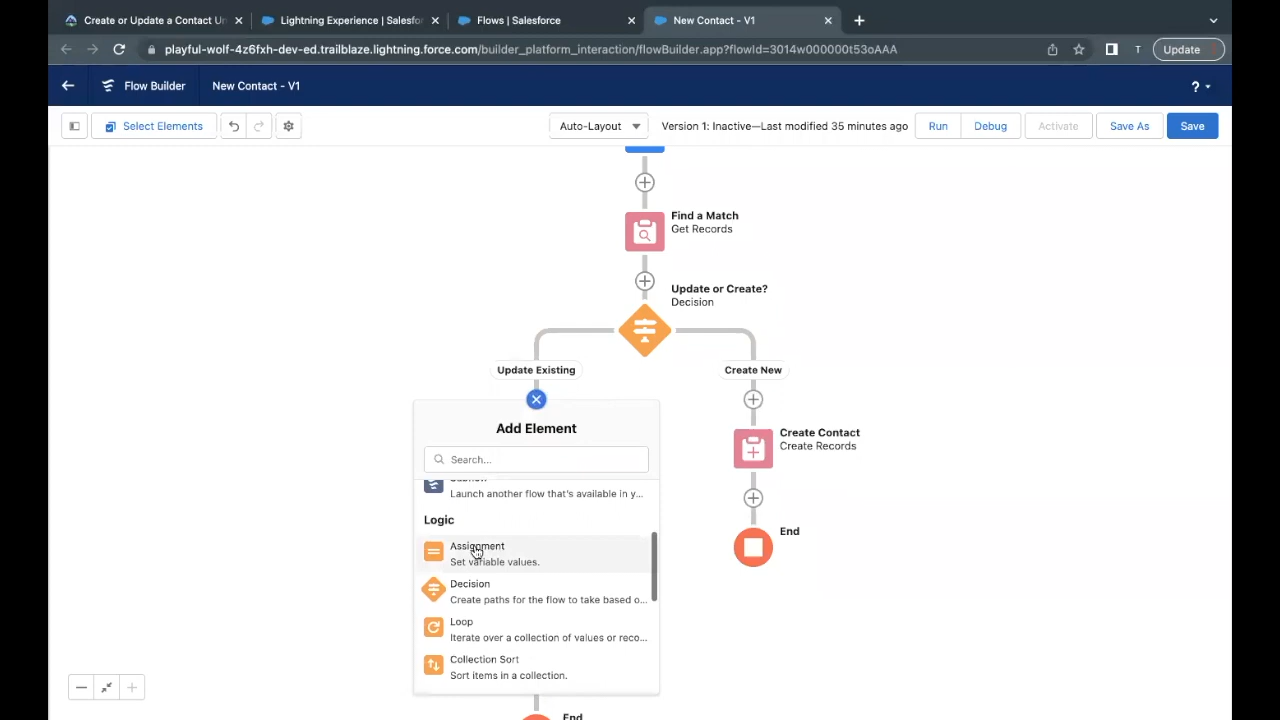 Create or Update a Contact Un
Lightning Experience | Salesfor
Flows | Salesforce
New Contact - V1
playful-wolf-4z6fxh-dev-ed.trailblaze.lightning.force.com/builder_platform_interaction/flowBuilder.app?flowId=3014w000000t53oAAA
T
Update
Flow Builder
New Contact - V1
?
Select Elements
Auto-Layout
Version 1: Inactive—Last modified 35 minutes ago
Run
Debug
Activate
Save As
Save
Find a Match
Get Records
Update or Create?
Decision
Update Existing
Create New
Add Element
Search...
Launch another flow that's available in y...
Logic
Assignment
Set variable values.
Decision
Create paths for the flow to take based o...
Loop
Iterate over a collection of values or reco...
Collection Sort
Sort items in a collection.
Create Contact
Create Records
End
End